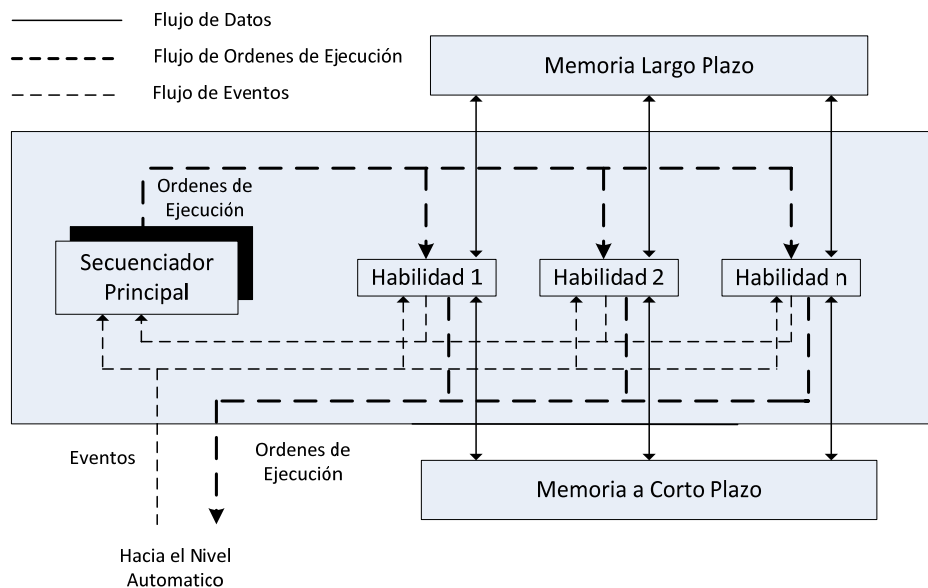 Flujo de Datos
Flujo de Ordenes de Ejecución
Flujo de Eventos
Memoria Largo Plazo
Ordenes de
Ejecución
Secuenciador
Principal
Habilidad 1
Habilidad 2
Habilidad n
Eventos
Ordenes de
Ejecución
Memoria a Corto Plazo
Hacia el Nivel
Automatico